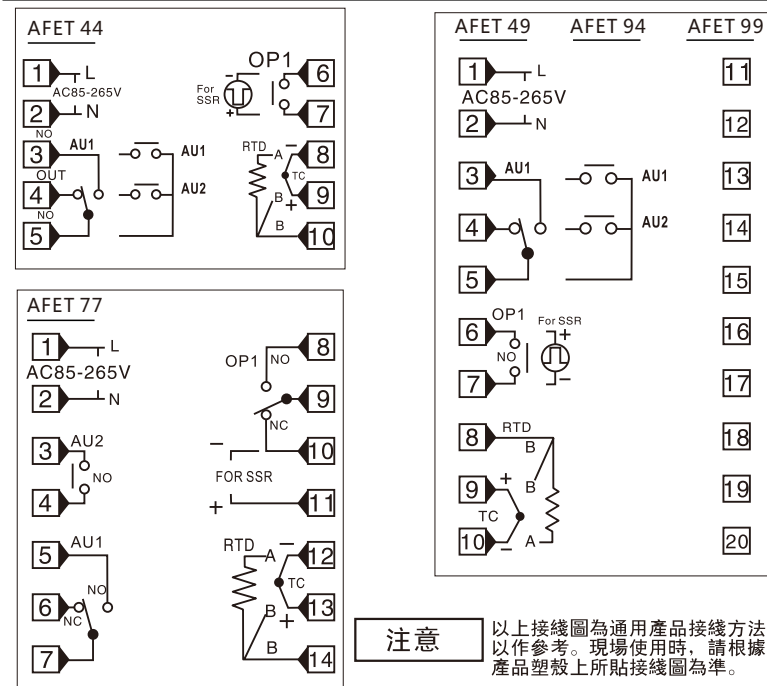 AFET 44
1 L
AC85-265V
2 N
NO
3 AU1
OUT
4
NO
5
AU1
AU2
OP1
For
SSR
-
+
6
7
RTD
A - 8
TC
B + 9
B 10
AFET 77
1 L
AC85-265V
2 N
3 AU2
NO
4
5 AU1
NO
6
NC
7
OP1 NO 8
9
NC
- 10
FOR SSR
+ 11
RTD
A - 12
TC
B + 13
B 14
AFET 49 AFET 94 AFET 99
1 L
AC85-265V
2 N
3 AU1
4
5
AU1
AU2
6 OP1
NO
7
For SSR
+
-
8 RTD
B
9 + B
TC
10 - A
11
12
13
14
15
16
17
18
19
20
注意
以上接綫圖為通用產品接綫方法
以作參考。現場使用時，請根據
產品塑殼上所貼接綫圖為準。